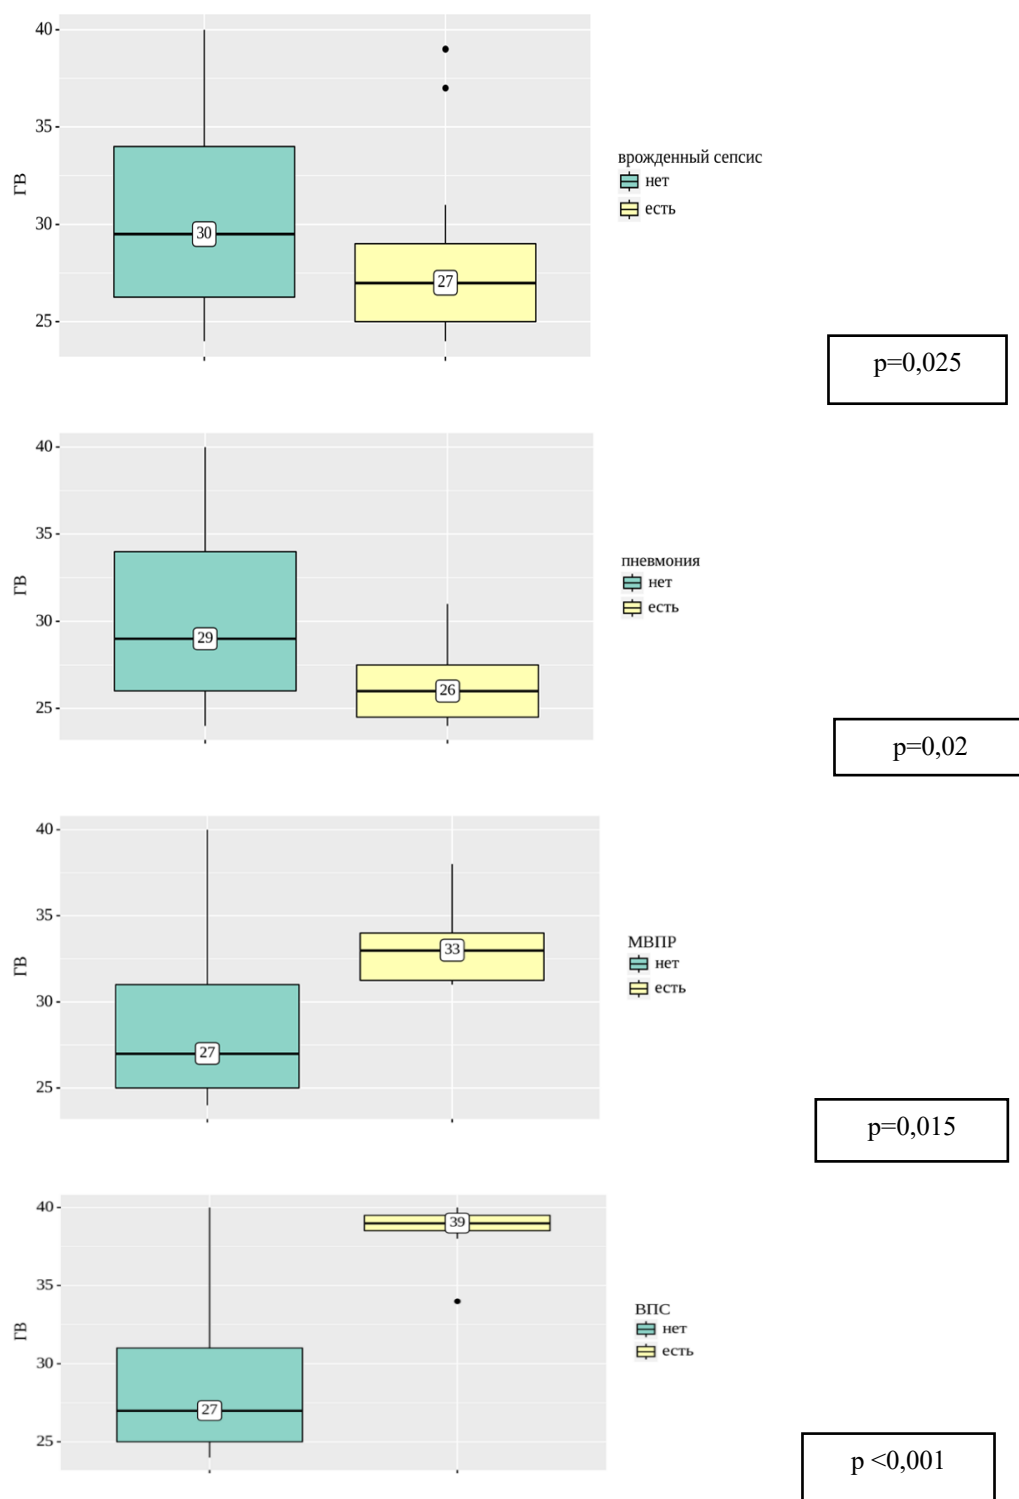 40
35
30
25
ГВ
30
27
врожденный сепсис
нет
есть
p=0,025
40
35
30
25
ГВ
29
26
пневмония
нет
есть
p=0,02
40
35
30
25
ГВ
27
33
МВПР
нет
есть
p=0,015
40
35
30
25
ГВ
27
39
ВПС
нет
есть
p <0,001